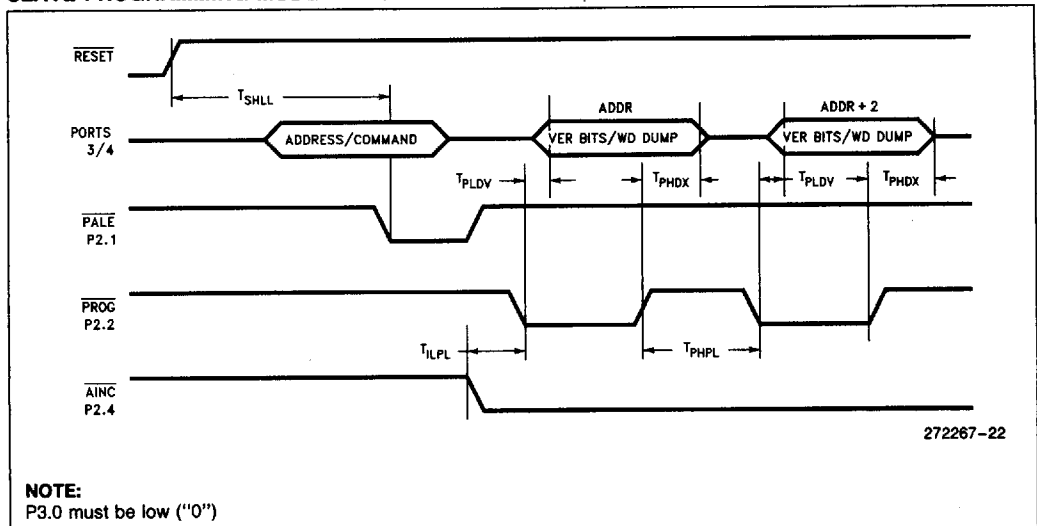 RESET
T_SHLL
ADDR
ADDR + 2
PORTS
3/4
ADDRESS/COMMAND
VER BITS/WD DUMP
VER BITS/WD DUMP
T_PLDV
T_PHDX
T_PLDV
T_PHDX
PALE
P2.1
PROG
P2.2
T_ILPL
T_PHPL
AINC
P2.4
272267-22
NOTE:
P3.0 must be low ("0")